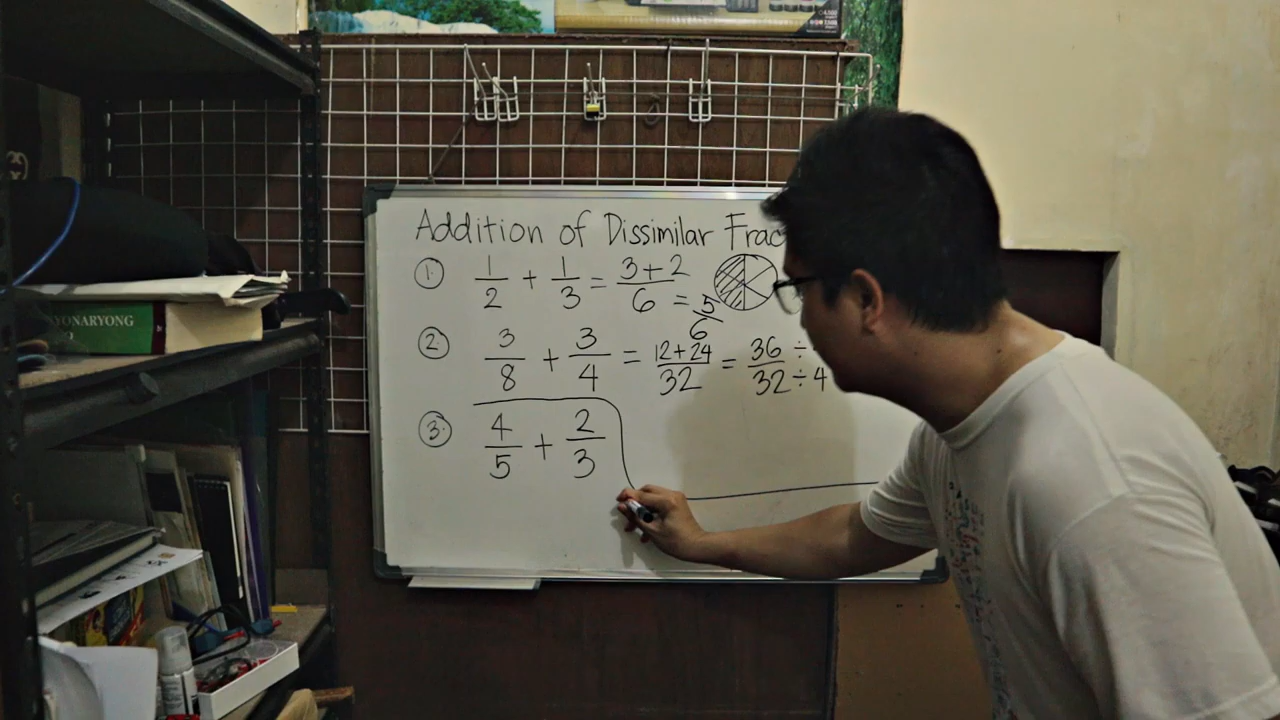 Addition of Dissimilar Frac
① 1/2 + 1/3 = 3+2/6 = 5/6
② 3/8 + 3/4 = 12+24/32 = 36÷/32÷4
③ 4/5 + 2/3
YONARYONG